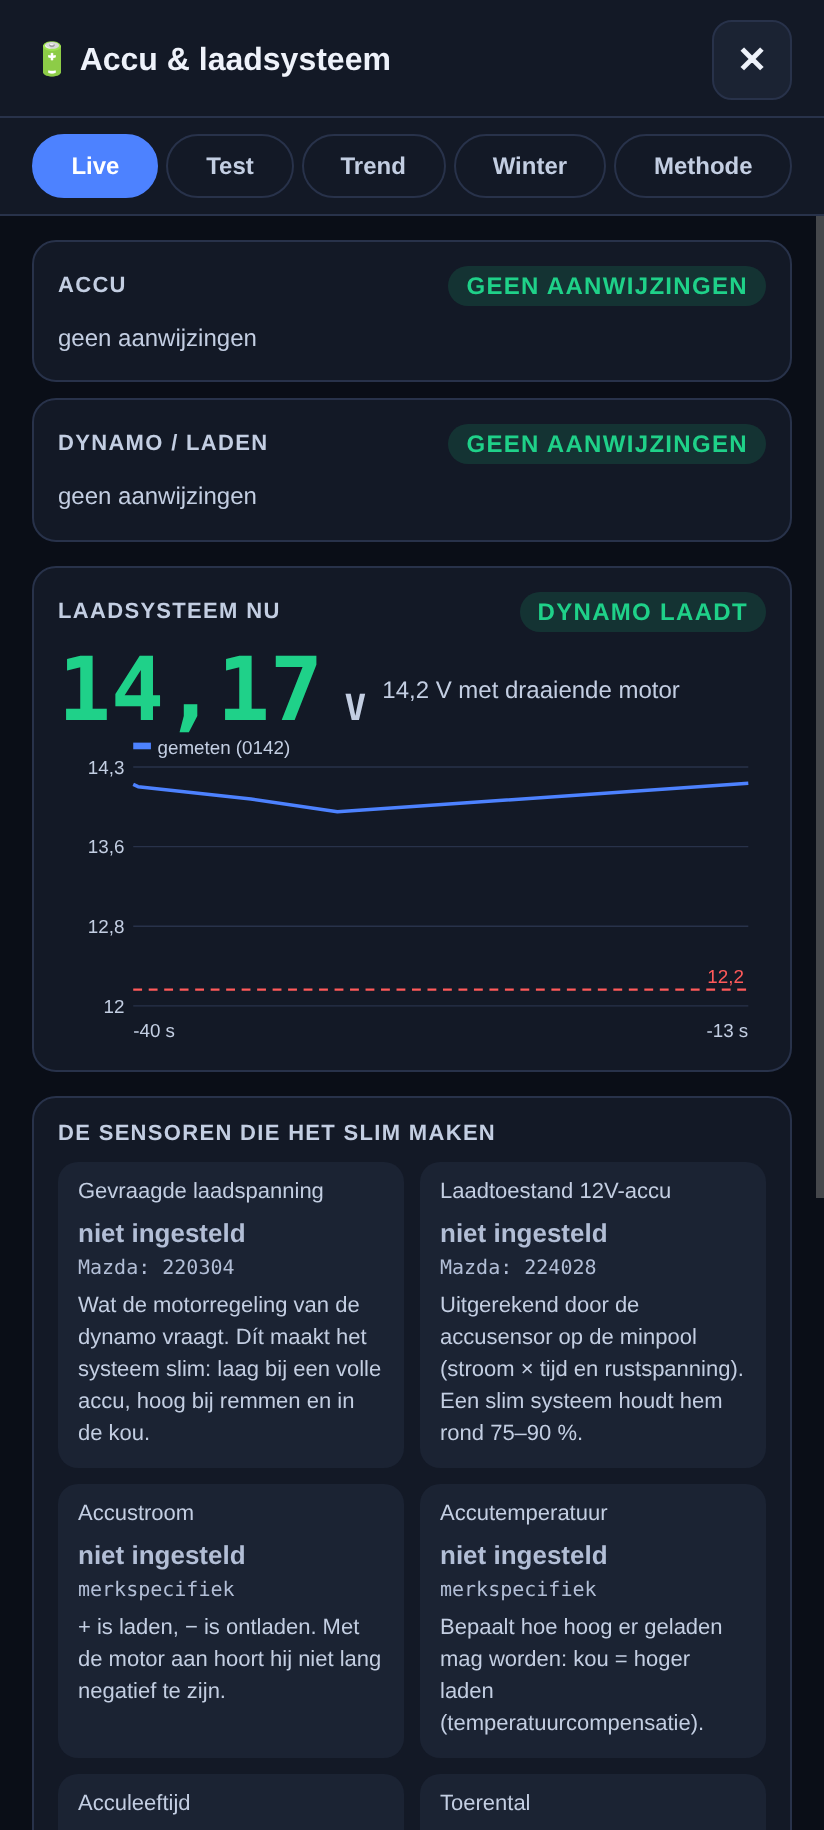 Accu & laadsysteem
✕
Live Test Trend Winter Methode
ACCU GEEN AANWIJZINGEN
geen aanwijzingen
DYNAMO / LADEN GEEN AANWIJZINGEN
geen aanwijzingen
LAADSYSTEEM NU DYNAMO LAADT
14,17 V 14,2 V met draaiende motor
gemeten (0142)
14,3
13,6
12,8
12,2
12
-40 s -13 s
DE SENSOREN DIE HET SLIM MAKEN
Gevraagde laadspanning
niet ingesteld
Mazda: 220304
Wat de motorregeling van de
dynamo vraagt. Dít maakt het
systeem slim: laag bij een volle
accu, hoog bij remmen en in
de kou.
Laadtoestand 12V-accu
niet ingesteld
Mazda: 224028
Uitgerekend door de
accusensor op de minpool
(stroom × tijd en rustspanning).
Een slim systeem houdt hem
rond 75–90 %.
Accustroom
niet ingesteld
merkspecifiek
+ is laden, − is ontladen. Met
de motor aan hoort hij niet lang
negatief te zijn.
Accutemperatuur
niet ingesteld
merkspecifiek
Bepaalt hoe hoog er geladen
mag worden: kou = hoger
laden
(temperatuurcompensatie).
Acculeeftijd
Toerental